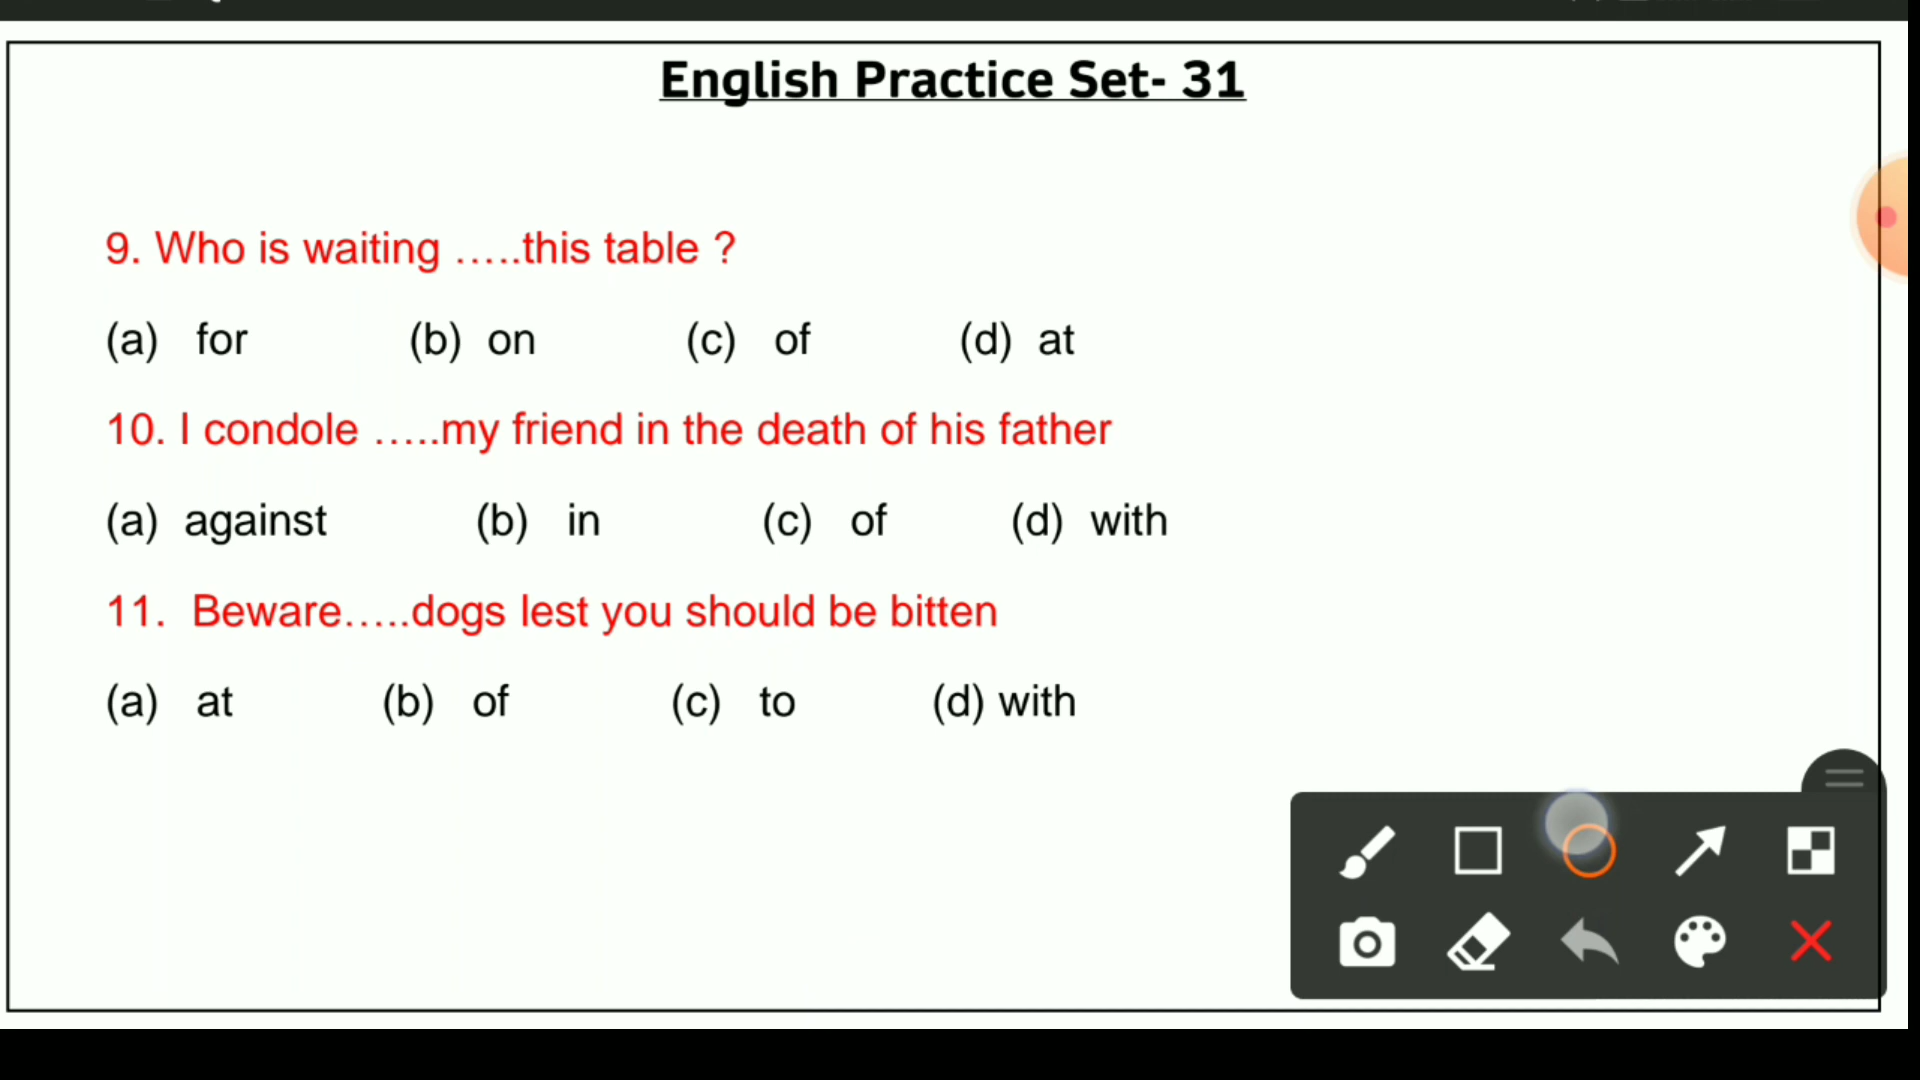 English Practice Set- 31
9. Who is waiting …..this table ?
(a) for (b) on (c) of (d) at
10. I condole …..my friend in the death of his father
(a) against (b) in (c) of (d) with
11. Beware…..dogs lest you should be bitten
(a) at (b) of (c) to (d) with